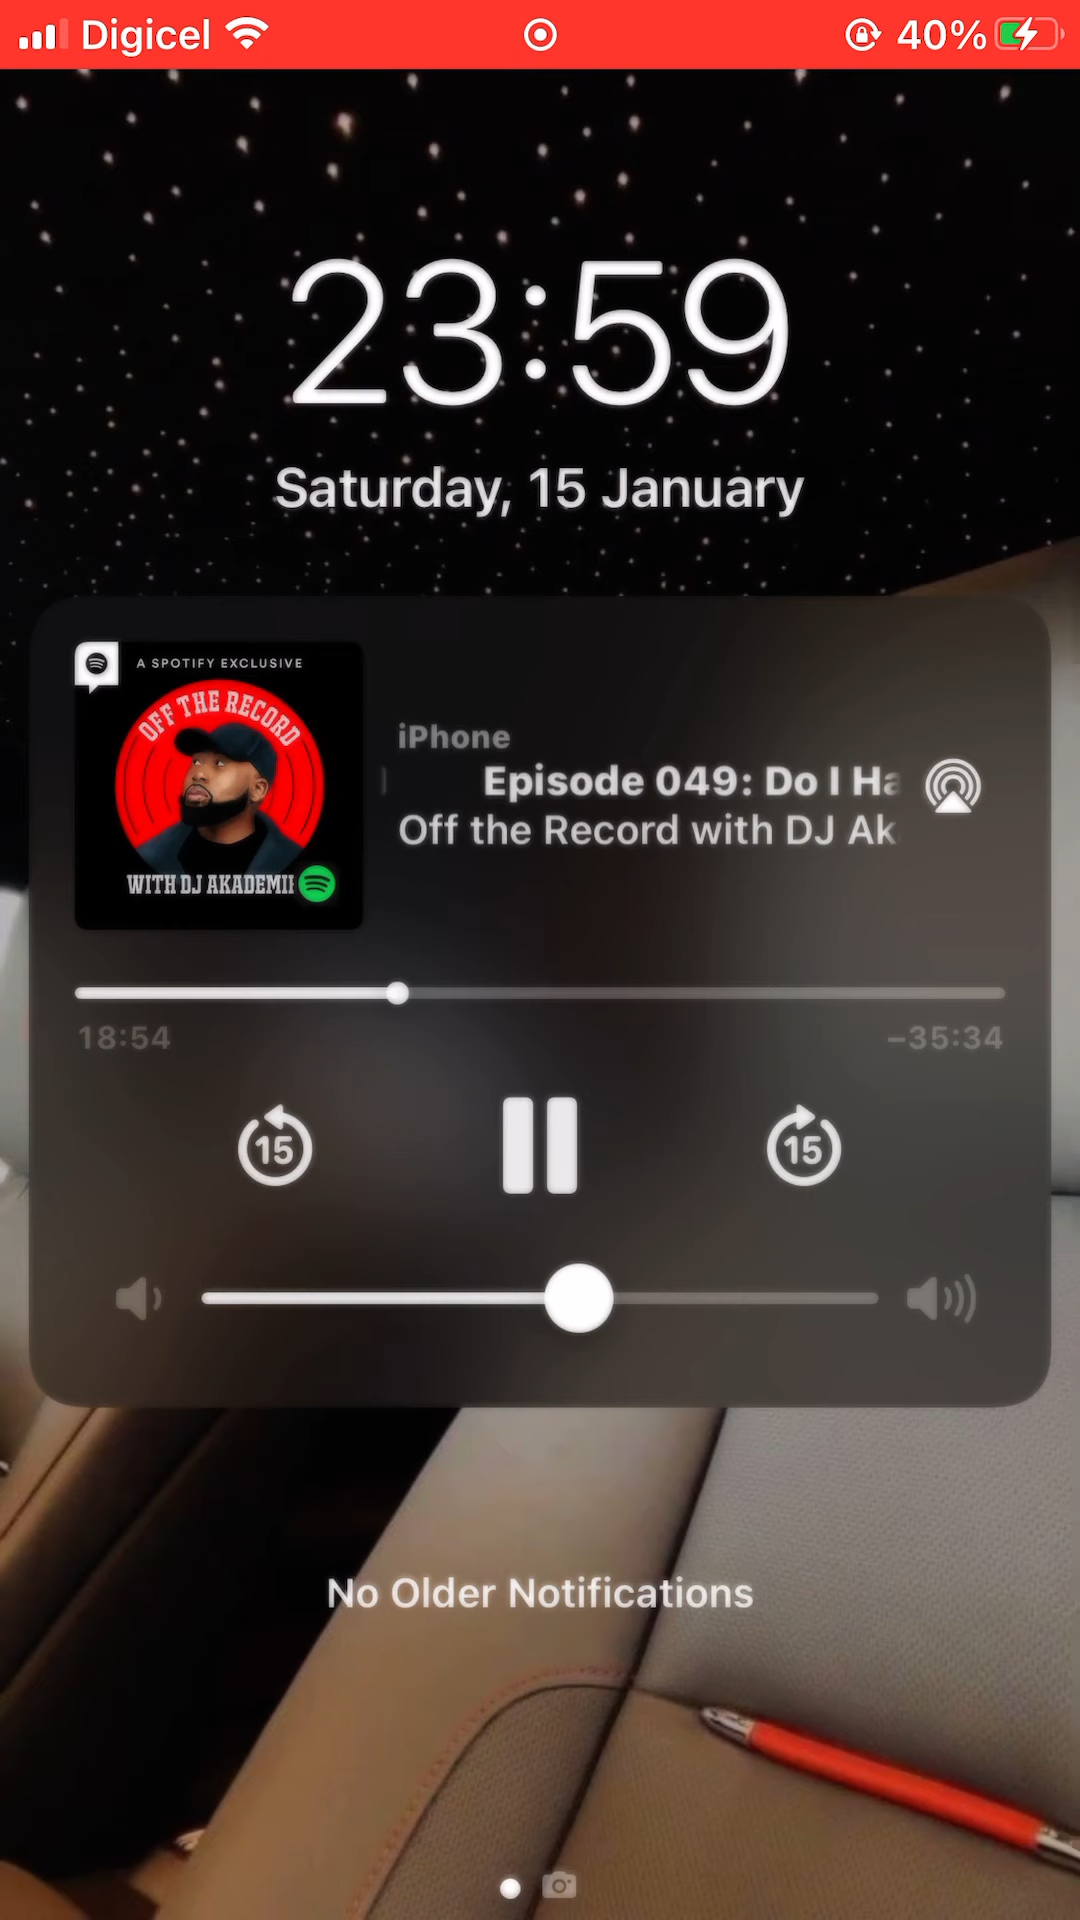 Digicel
40%
23:59
Saturday, 15 January
A SPOTIFY EXCLUSIVE
OFF THE RECORD
WITH DJ AKADEMI
iPhone
Episode 049: Do I Ha
Off the Record with DJ Ak
18:54
-35:34
15
15
No Older Notifications